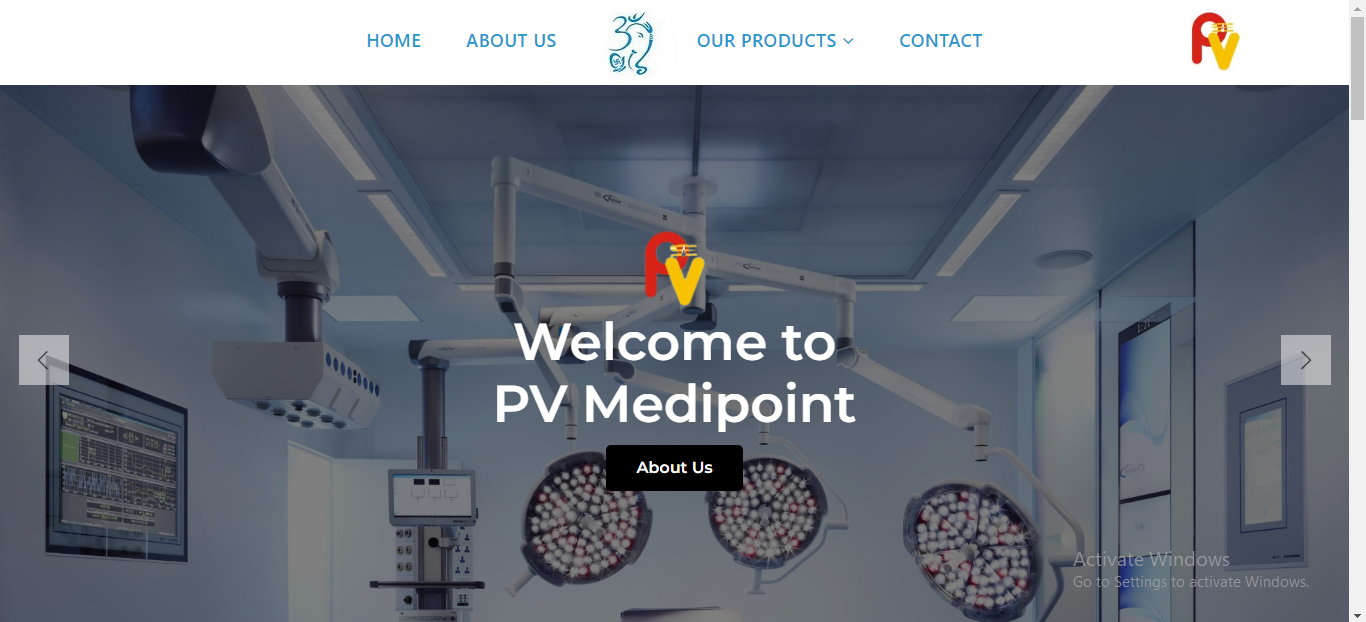 HOME ABOUT US OUR PRODUCTS CONTACT
PV
PV
Welcome to
PV Medipoint
About Us
Activate Windows
Go to Settings to activate Windows.